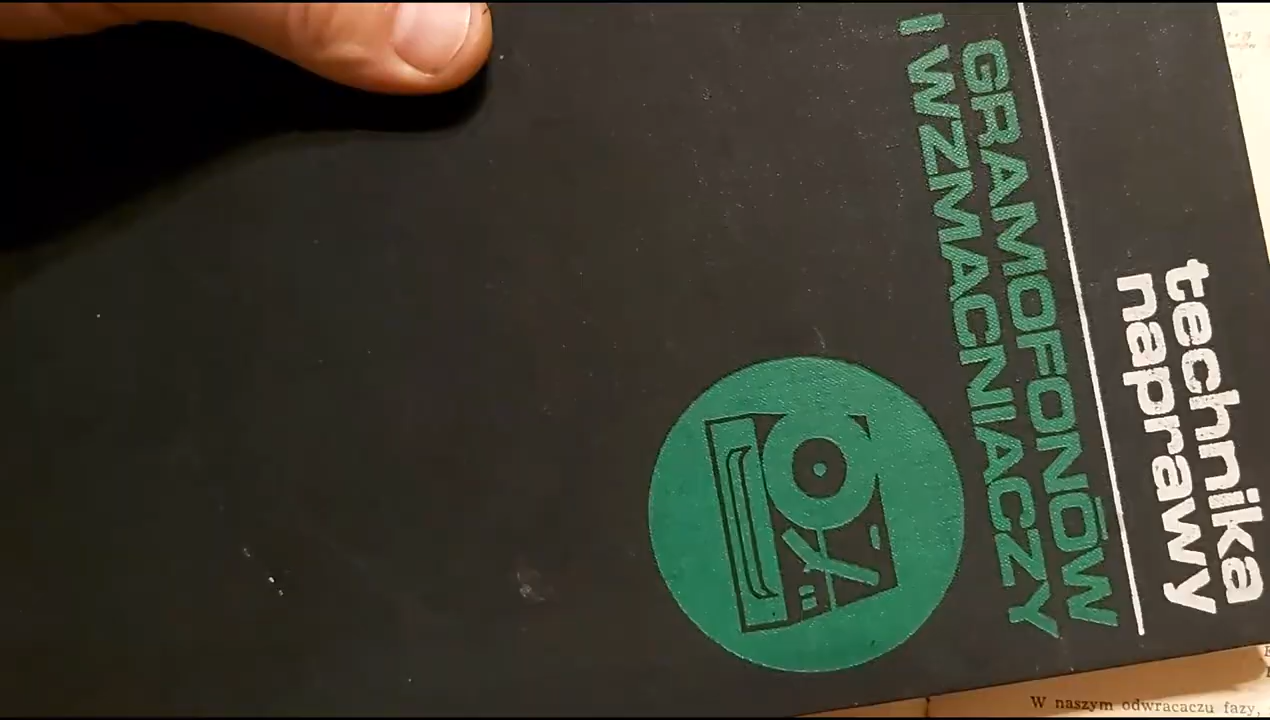 technika
naprawy
GRAMOFONÓW
I WZMACNIACZY
W naszym odwracaczu fazy,